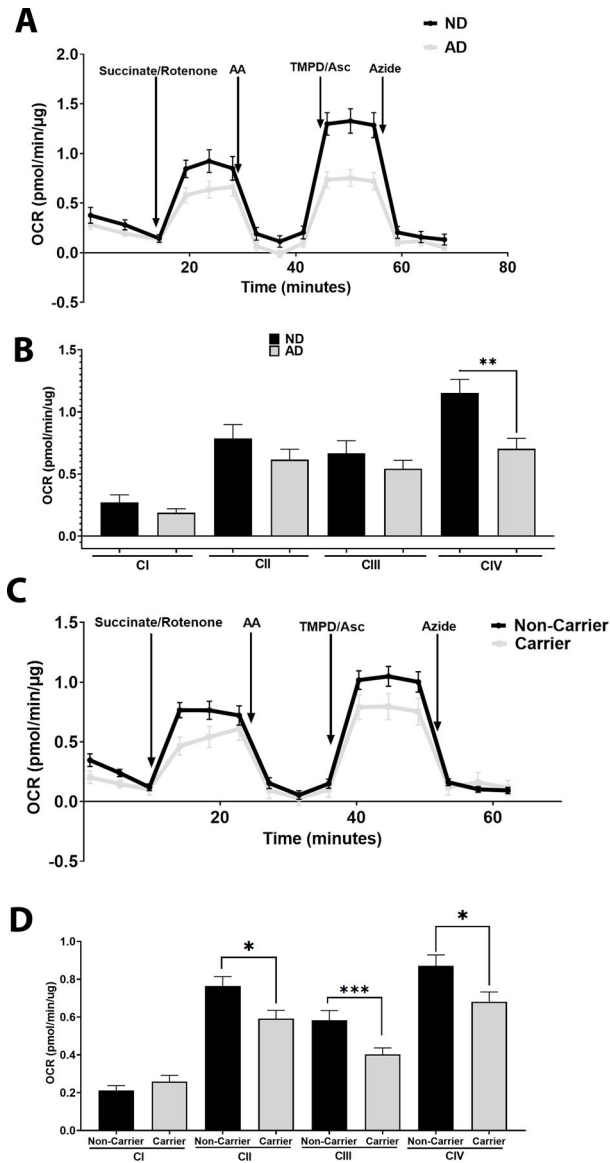 A
ND
AD
Succinate/Rotenone AA TMPD/Asc Azide
OCR (pmol/min/µg)
2.0
1.5
1.0
0.5
0.0
-0.5
20 40 60 80
Time (minutes)
B
ND
AD
OCR (pmol/min/ug)
1.5
1.0
0.5
0.0
**
CI CII CIII CIV
C
Non-Carrier
Carrier
Succinate/Rotenone AA TMPD/Asc Azide
OCR (pmol/min/µg)
1.5
1.0
0.5
0.0
-0.5
20 40 60
Time (minutes)
D
OCR (pmol/min/ug)
1.0
0.8
0.6
0.4
0.2
0.0
* *** *
Non-Carrier Carrier Non-Carrier Carrier Non-Carrier Carrier Non-Carrier Carrier
CI CII CIII CIV